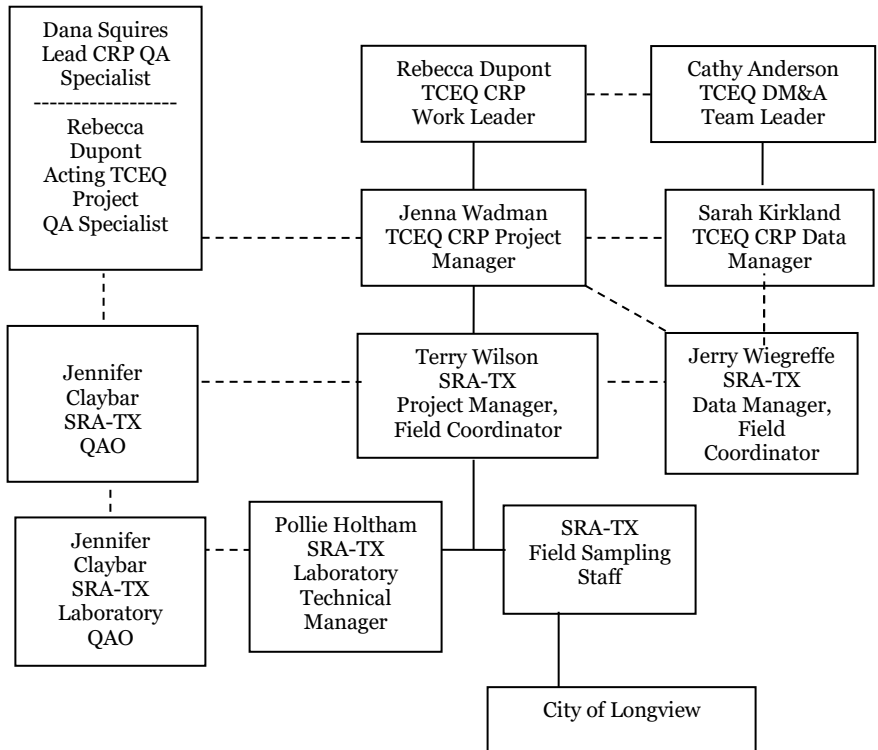 Dana Squires
Lead CRP QA
Specialist
-------------------
Rebecca
Dupont
Acting TCEQ
Project
QA Specialist
Rebecca Dupont
TCEQ CRP
Work Leader
Cathy Anderson
TCEQ DM&A
Team Leader
Jenna Wadman
TCEQ CRP Project
Manager
Sarah Kirkland
TCEQ CRP Data
Manager
Jennifer
Claybar
SRA-TX
QAO
Terry Wilson
SRA-TX
Project Manager,
Field Coordinator
Jerry Wiegreffe
SRA-TX
Data Manager,
Field
Coordinator
Jennifer
Claybar
SRA-TX
Laboratory
QAO
Pollie Holtham
SRA-TX
Laboratory
Technical
Manager
SRA-TX
Field Sampling
Staff
City of Longview